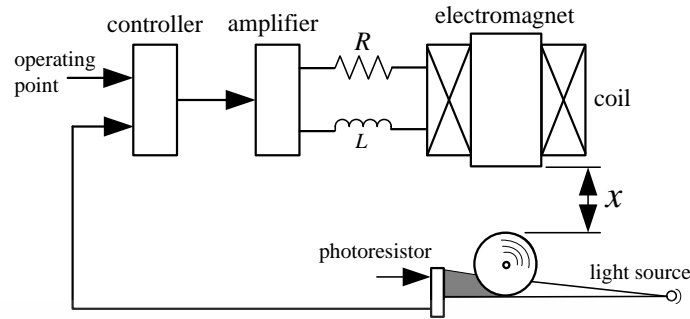 electromagnet
controller
amplifier
R
operating
point
coil
L
x
photoresistor
light source